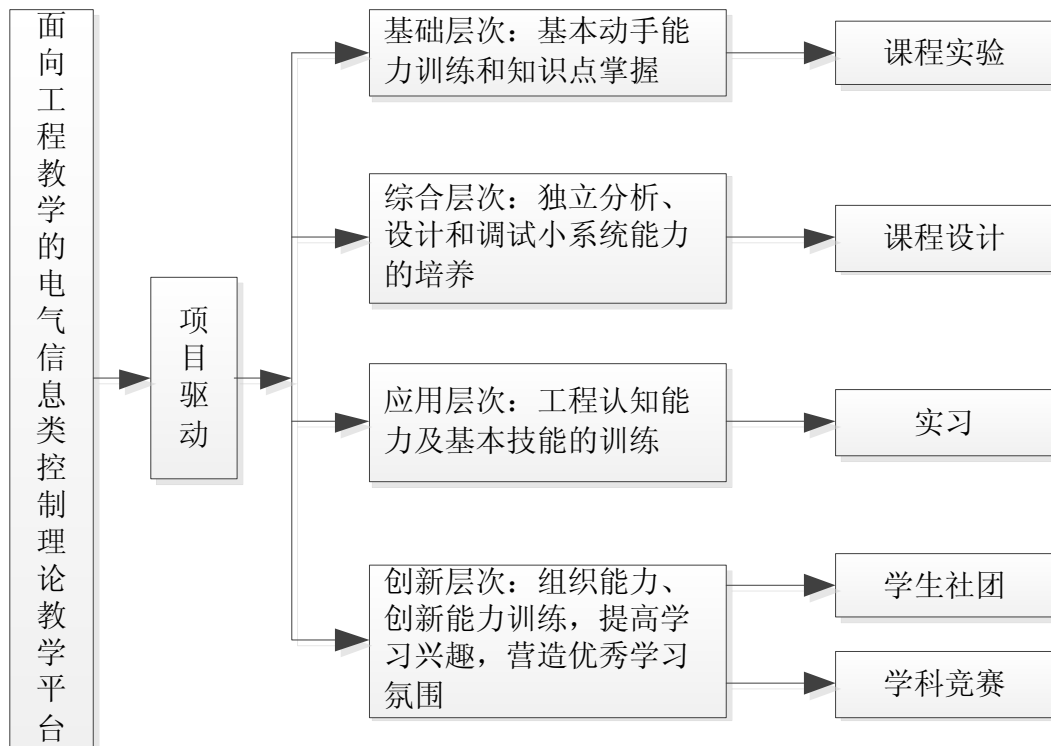 面向工程教学的电气信息类控制理论教学平台
项目驱动
基础层次：基本动手能
力训练和知识点掌握
课程实验
综合层次：独立分析、
设计和调试小系统能力
的培养
课程设计
应用层次：工程认知能
力及基本技能的训练
实习
创新层次：组织能力、
创新能力训练，提高学
习兴趣，营造优秀学习
氛围
学生社团
学科竞赛